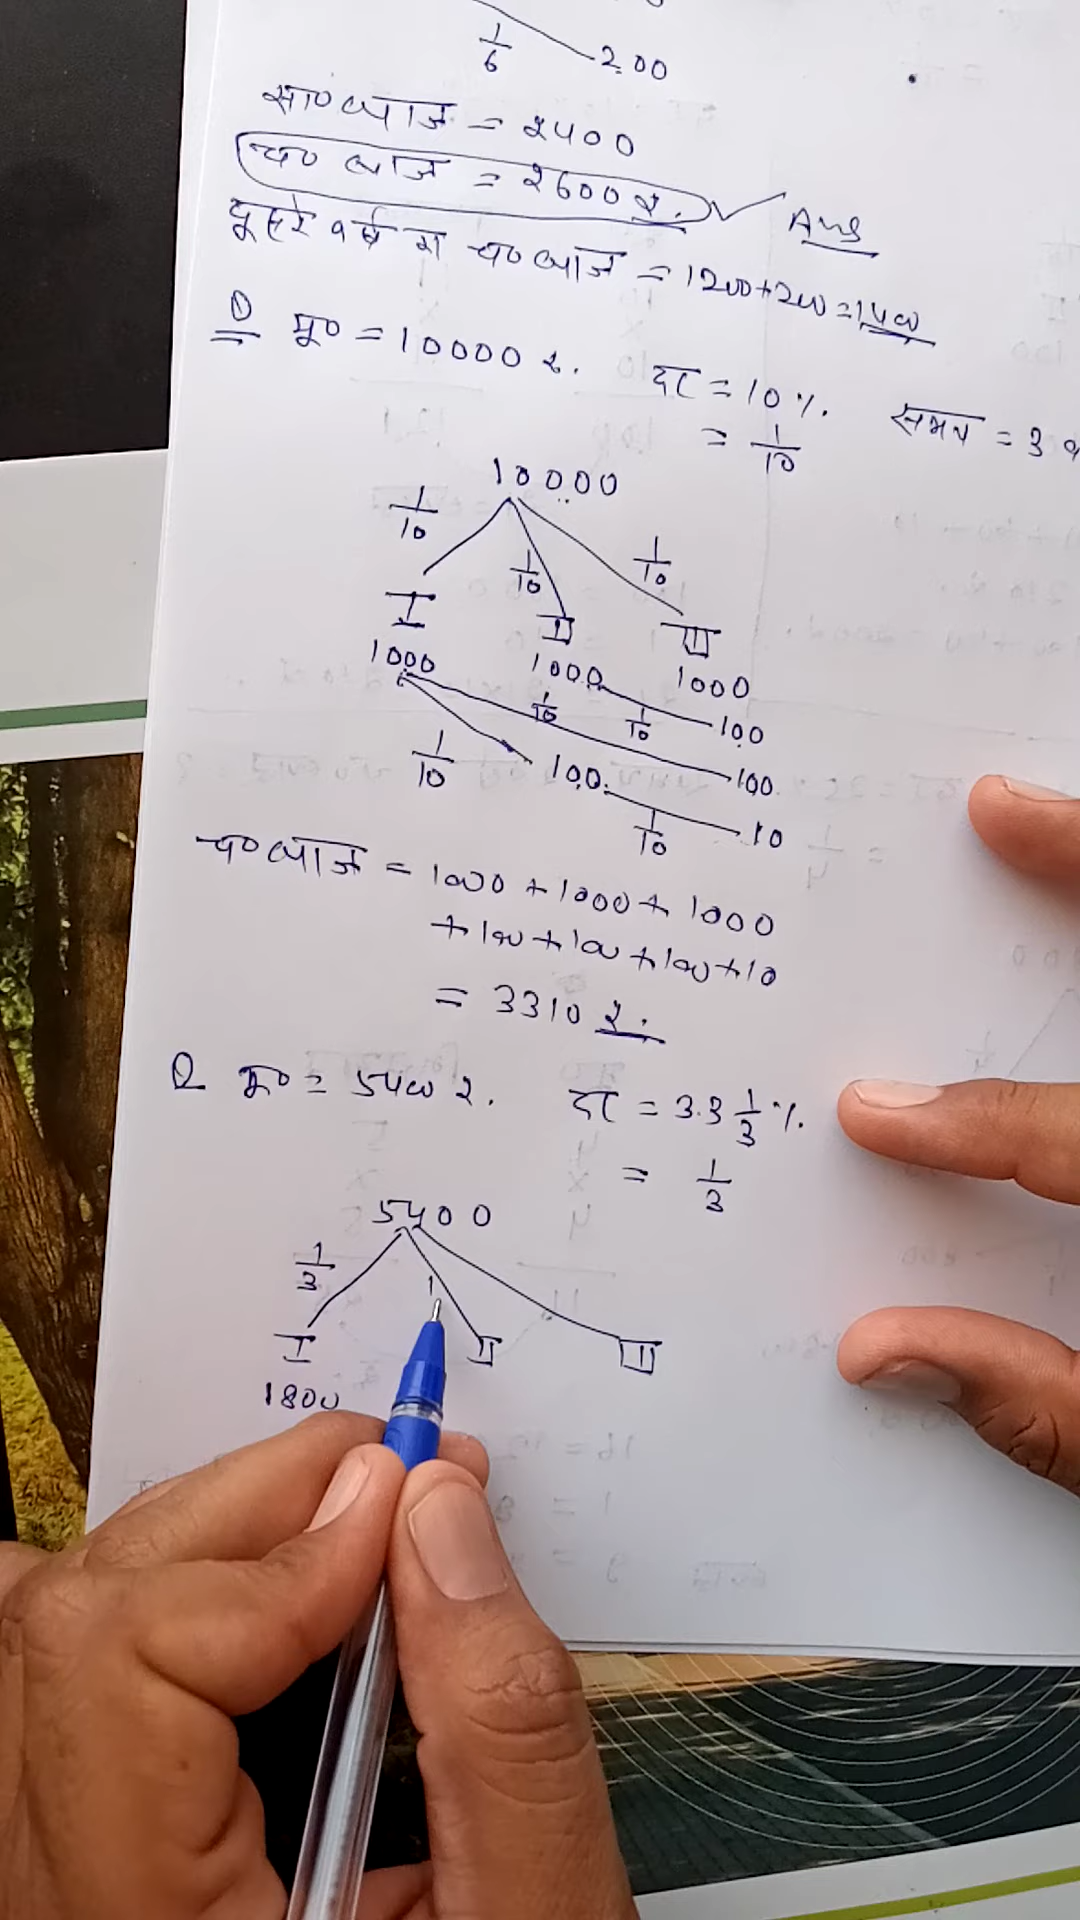 1/6 200
सा० ब्याज = 2400
च० ब्याज = 2600 रु. ✓ Ans
दूसरे वर्ष का च० ब्याज = 1200+200=1400
Q मू० = 10000 रु. दर = 10%. समय = 3 व
= 1/10
10000
1/10 1/10 1/10
I II III
1000 1000 1000
1/10 1/10 100
1/10 100 100
1/10 10
च० ब्याज = 1000 + 1000 + 1000
+ 100 + 100 + 100 + 10
= 3310 रु.
Q मू० = 5400 रु. दर = 33 1/3 %.
= 1/3
5400
1/3 1
I II III
1800